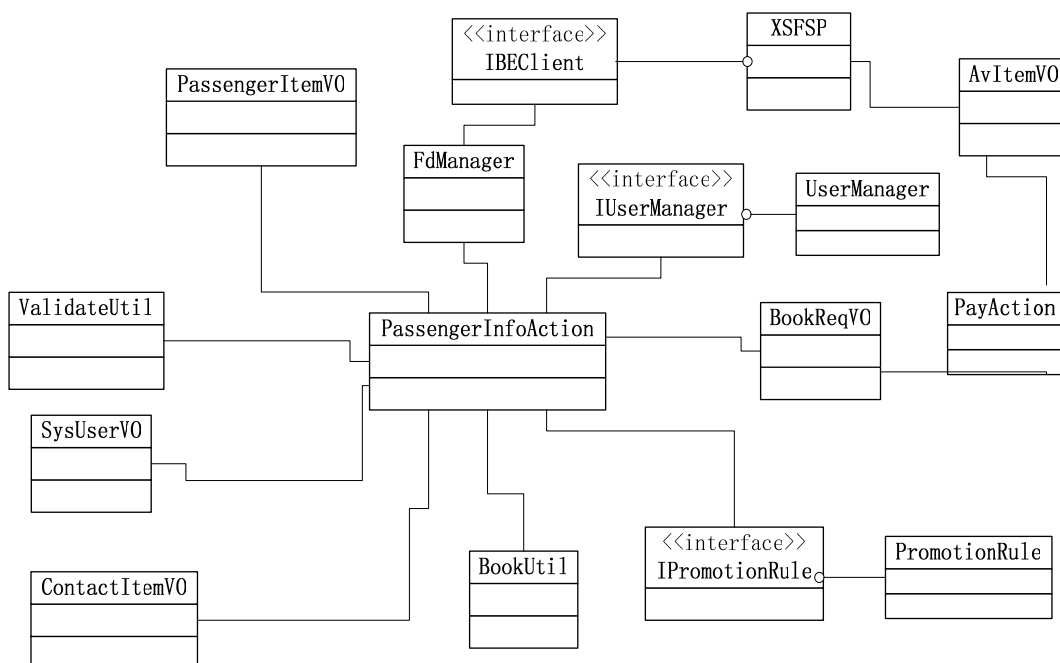 <<interface>>
IBEClient
XSFSP
PassengerItemVO
AvItemVO
FdManager
<<interface>>
IUserManager
UserManager
ValidateUtil
PassengerInfoAction
BookReqVO
PayAction
SysUserVO
<<interface>>
IPromotionRule
PromotionRule
BookUtil
ContactItemVO